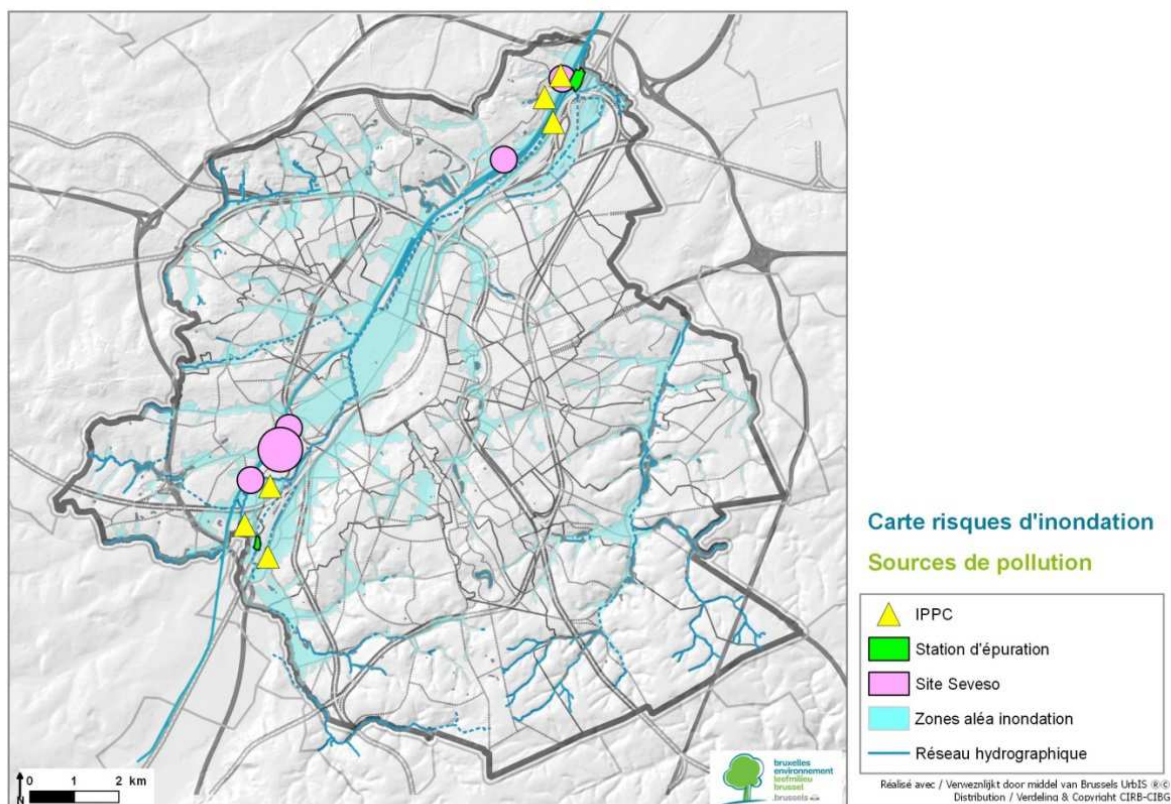 Carte risques d'inondation
Sources de pollution
IPPC
Station d'épuration
Site Seveso
Zones aléa inondation
Réseau hydrographique
0 1 2 km
N
bruxelles
environnement
leefmilieu
brussel
.brussels
Réalisé avec / Verwezenlijkt door middel van Brussels UrbIS ® ©
Distribution / Verdeling & Copyright CIRB-CIBG